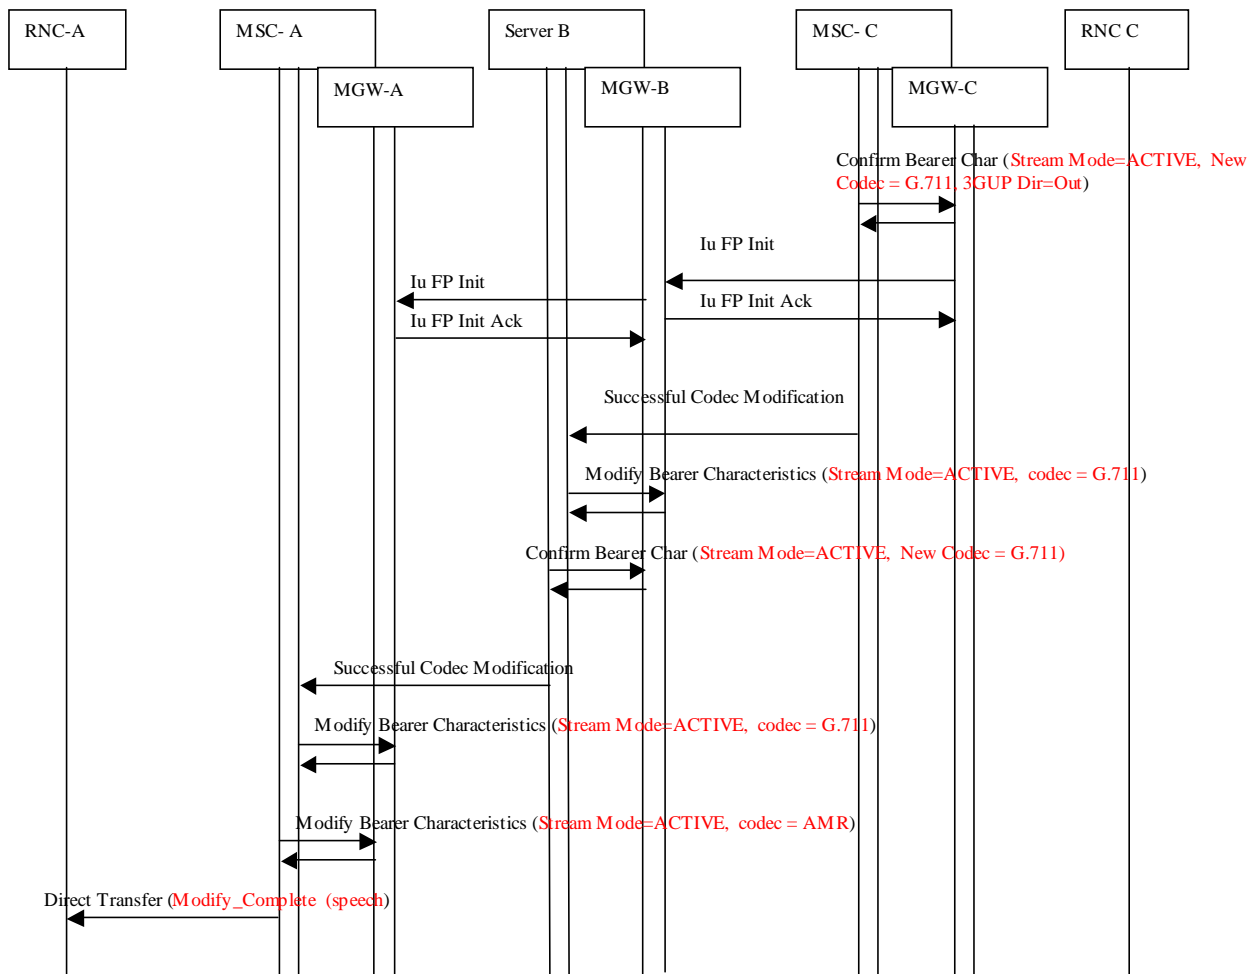 RNC-A
MSC- A
Server B
MSC- C
RNC C
MGW-A
MGW-B
MGW-C
Confirm Bearer Char (Stream Mode=ACTIVE, New
Codec = G.711, 3GUP Dir=Out)
Iu FP Init
Iu FP Init
Iu FP Init Ack
Iu FP Init Ack
Successful Codec Modification
Modify Bearer Characteristics (Stream Mode=ACTIVE, codec = G.711)
Confirm Bearer Char (Stream Mode=ACTIVE, New Codec = G.711)
Successful Codec Modification
Modify Bearer Characteristics (Stream Mode=ACTIVE, codec = G.711)
Modify Bearer Characteristics (Stream Mode=ACTIVE, codec = AMR)
Direct Transfer (Modify_Complete (speech)